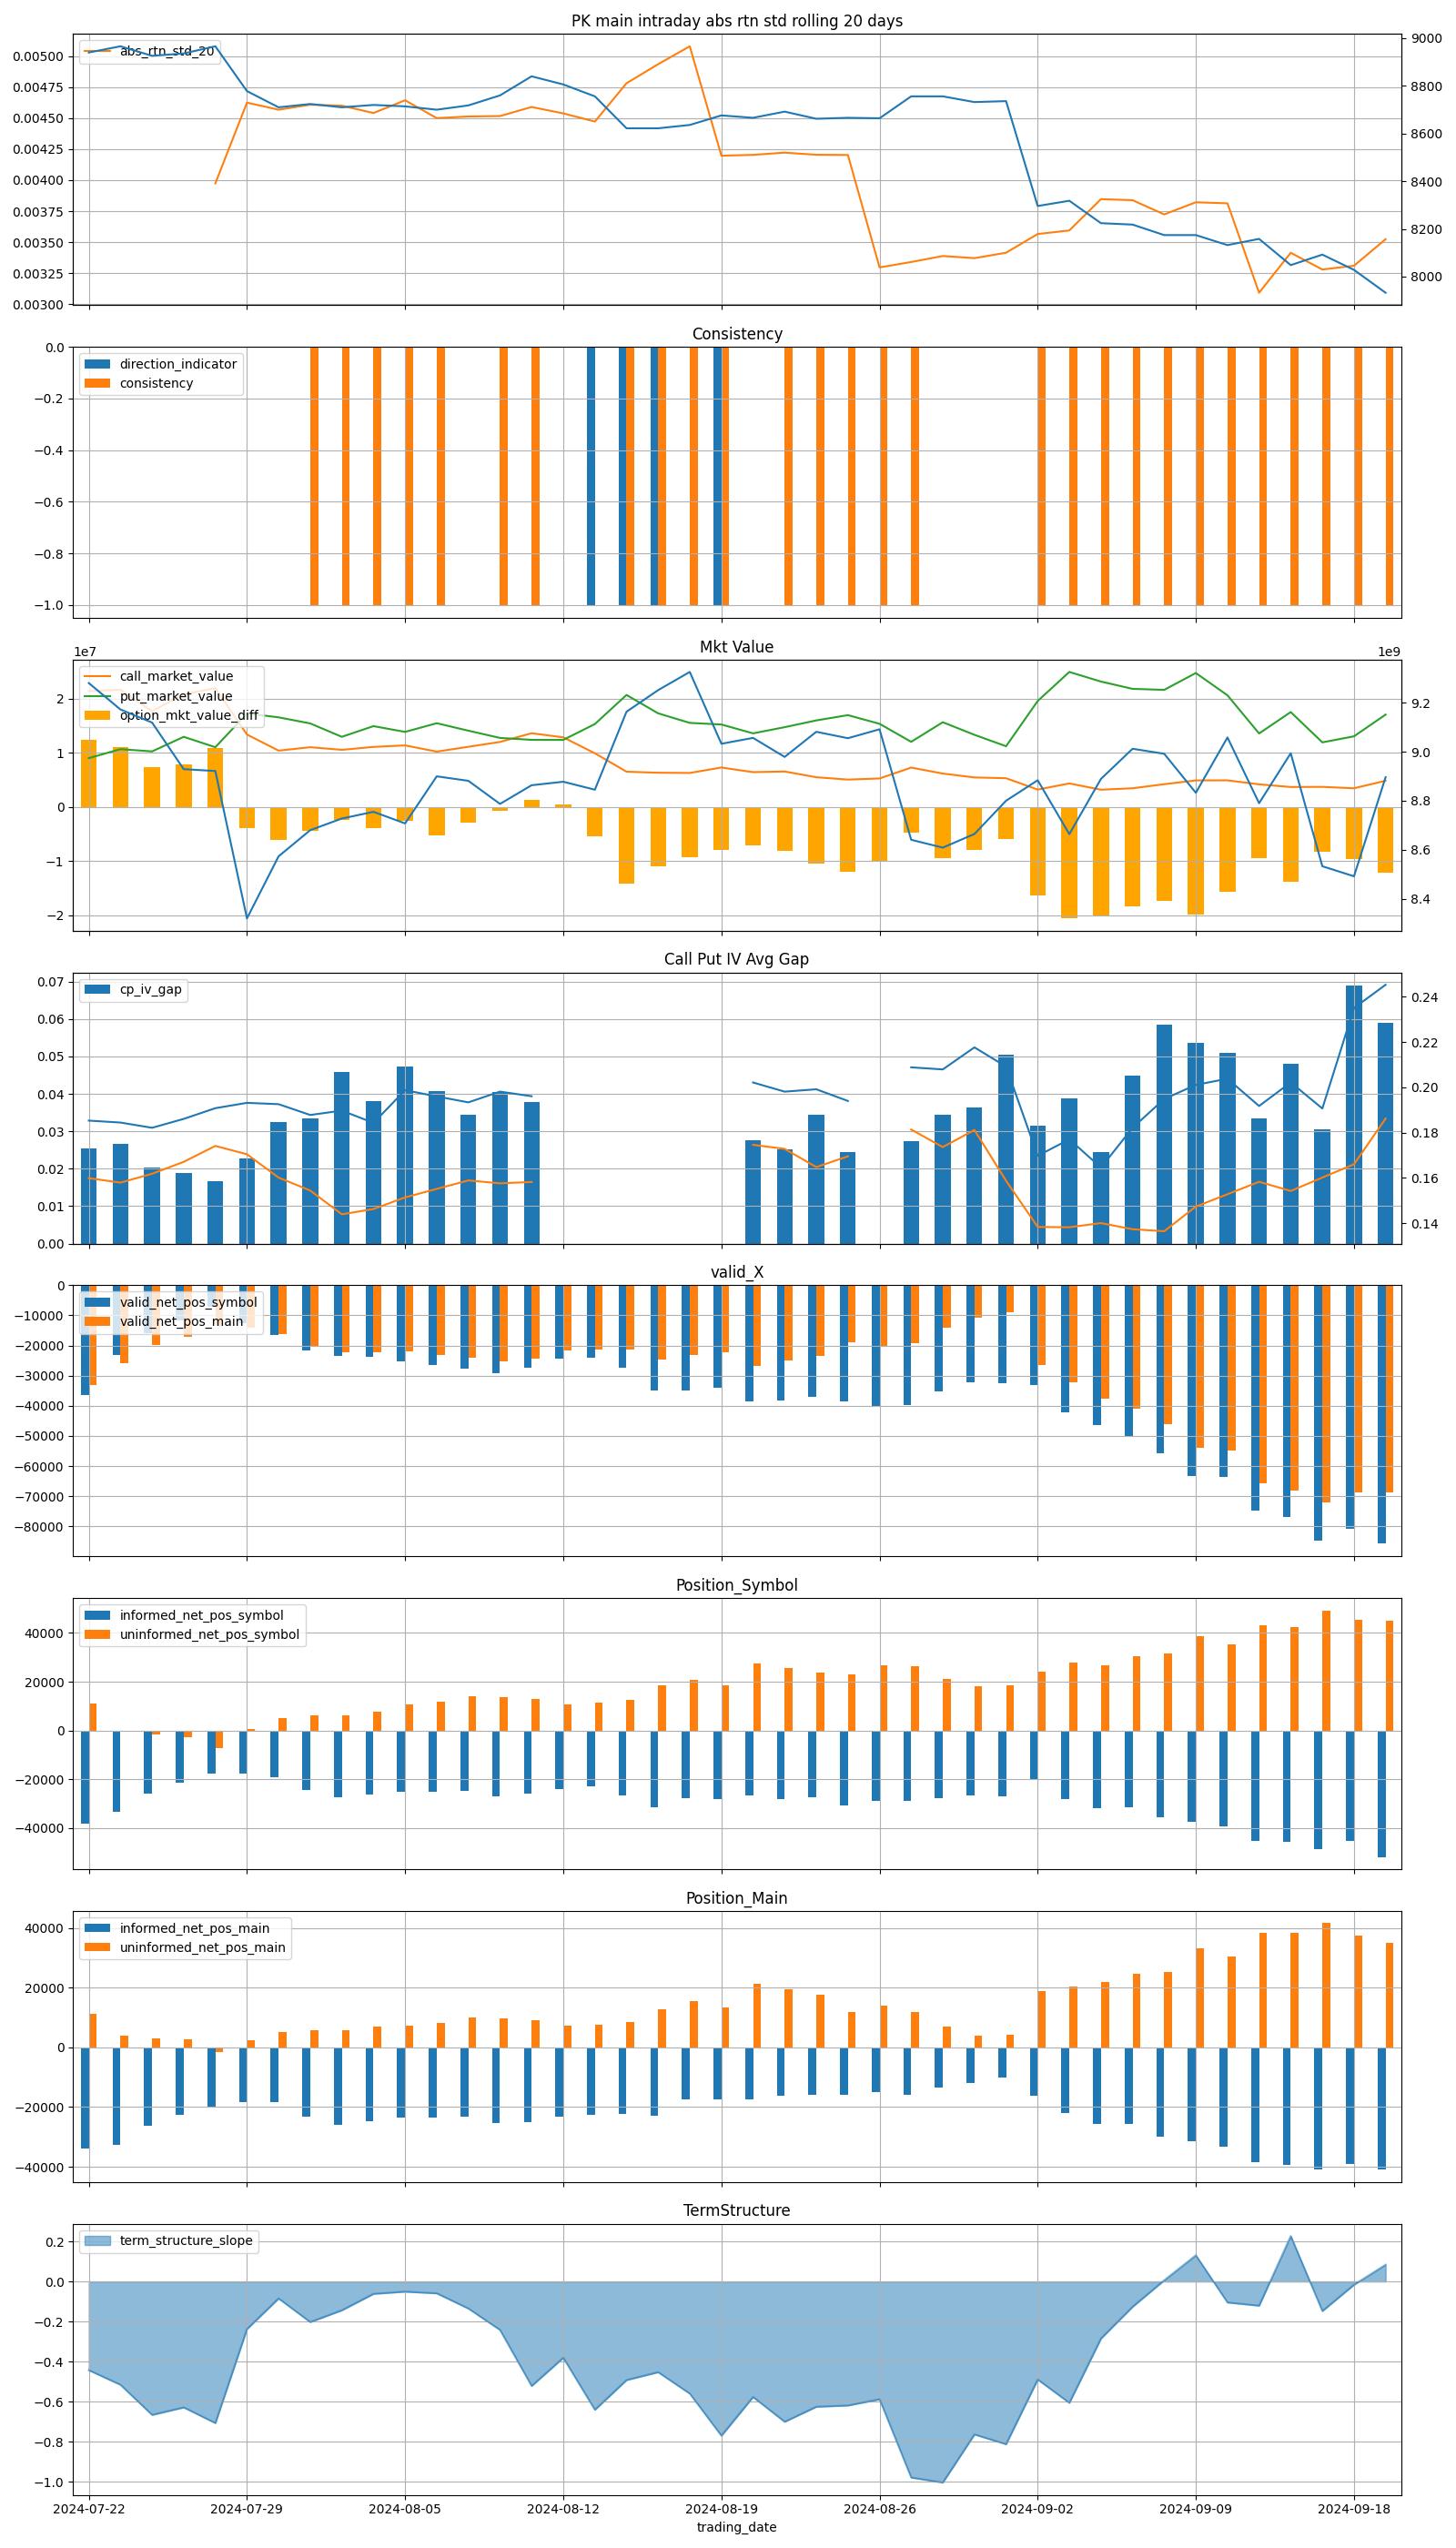 PK main intraday abs rtn std rolling 20 days
abs_rtn_std_20
0.00500
0.00475
0.00450
0.00425
0.00400
0.00375
0.00350
0.00325
0.00300
9000
8800
8600
8400
8200
8000
Consistency
direction_indicator
consistency
0.0
−0.2
−0.4
−0.6
−0.8
−1.0
Mkt Value
1e7
1e9
call_market_value
put_market_value
option_mkt_value_diff
2
1
0
−1
−2
9.2
9.0
8.8
8.6
8.4
Call Put IV Avg Gap
cp_iv_gap
0.07
0.06
0.05
0.04
0.03
0.02
0.01
0.00
0.24
0.22
0.20
0.18
0.16
0.14
valid_X
valid_net_pos_symbol
valid_net_pos_main
0
−10000
−20000
−30000
−40000
−50000
−60000
−70000
−80000
Position_Symbol
informed_net_pos_symbol
uninformed_net_pos_symbol
40000
20000
0
−20000
−40000
Position_Main
informed_net_pos_main
uninformed_net_pos_main
40000
20000
0
−20000
−40000
TermStructure
term_structure_slope
0.2
0.0
−0.2
−0.4
−0.6
−0.8
−1.0
2024-07-22 2024-07-29 2024-08-05 2024-08-12 2024-08-19 2024-08-26 2024-09-02 2024-09-09 2024-09-18
trading_date